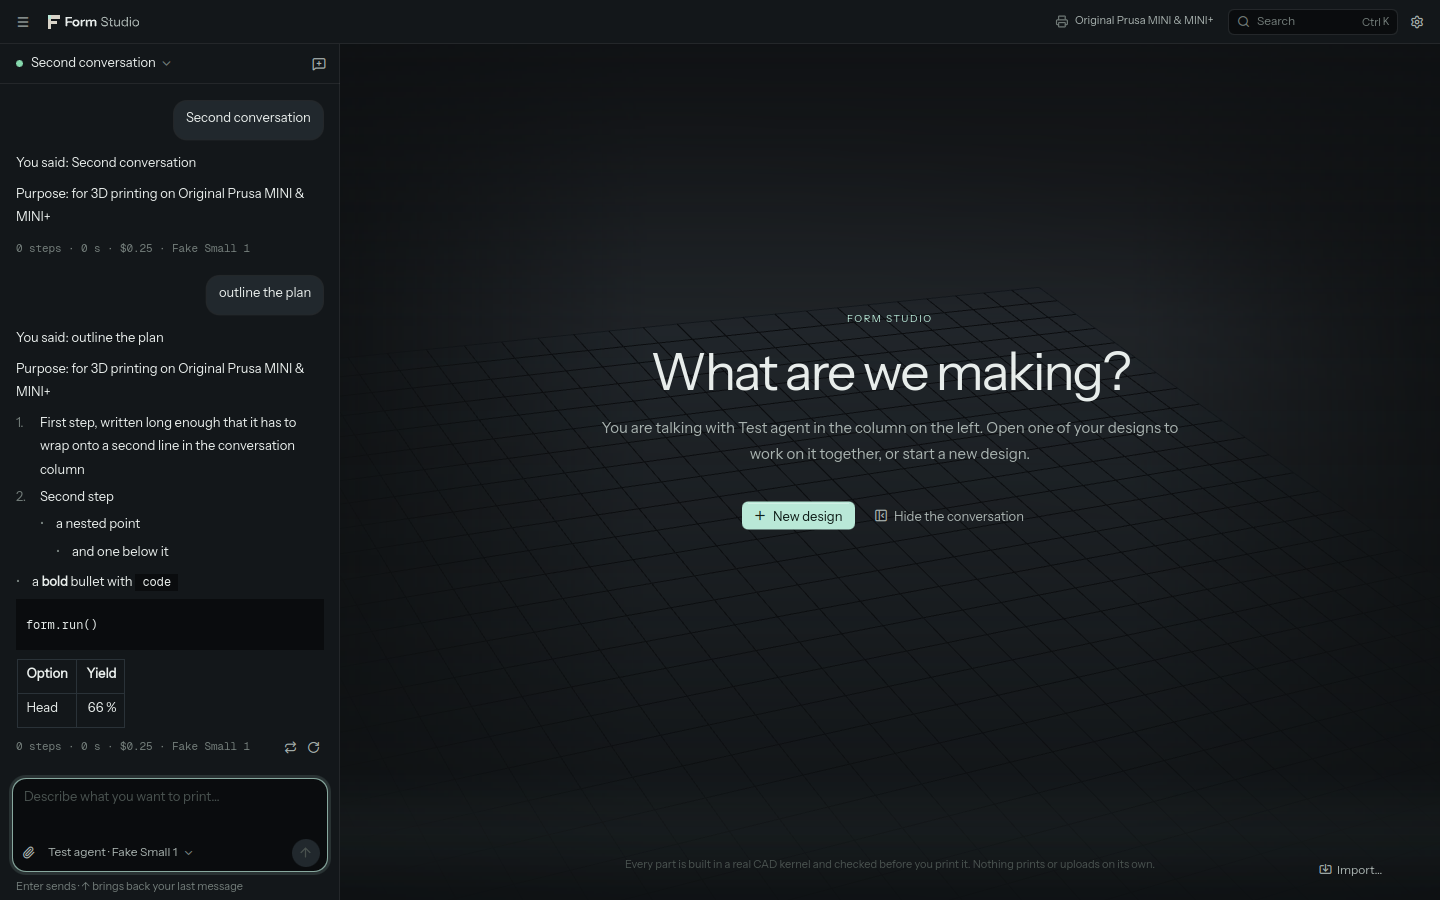 Form Studio
Original Prusa MINI & MINI+
Search
Ctrl K
Second conversation
Second conversation
You said: Second conversation
Purpose: for 3D printing on Original Prusa MINI &
MINI+
0 steps · 0 s · $0.25 · Fake Small 1
outline the plan
You said: outline the plan
Purpose: for 3D printing on Original Prusa MINI &
MINI+
1. First step, written long enough that it has to
wrap onto a second line in the conversation
column
2. Second step
· a nested point
· and one below it
· a bold bullet with code
form.run()
Option Yield
Head 66 %
0 steps · 0 s · $0.25 · Fake Small 1
Describe what you want to print...
Test agent · Fake Small 1
Enter sends · ↑ brings back your last message
FORM STUDIO
What are we making?
You are talking with Test agent in the column on the left. Open one of your designs to
work on it together, or start a new design.
+ New design
Hide the conversation
Every part is built in a real CAD kernel and checked before you print it. Nothing prints or uploads on its own.
Import...